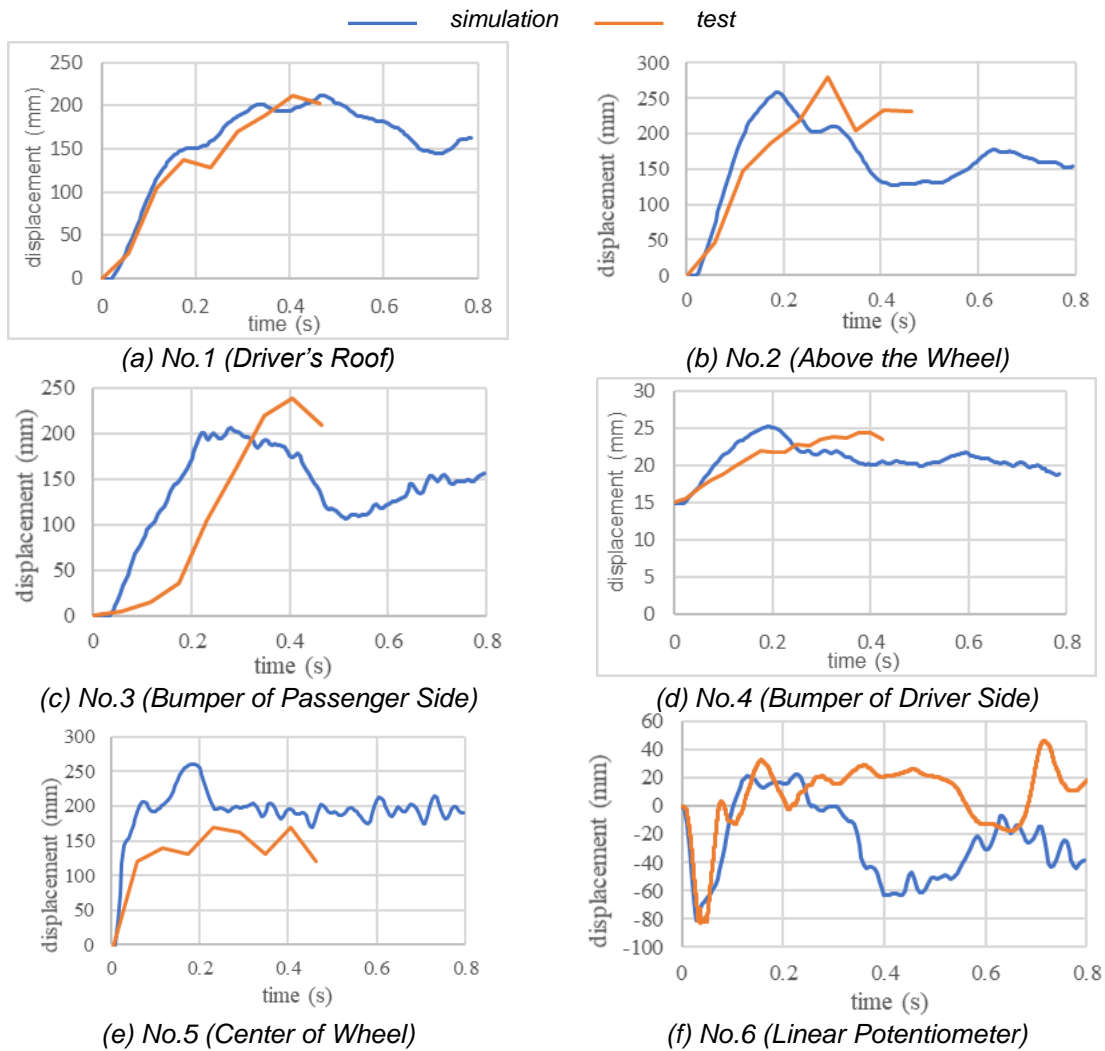 simulation test
displacement (mm)
250
200
150
100
50
0
0 0.2 0.4 0.6 0.8
time (s)
(a) No.1 (Driver's Roof)
displacement (mm)
300
250
200
150
100
50
0
0 0.2 0.4 0.6 0.8
time (s)
(b) No.2 (Above the Wheel)
displacement (mm)
250
200
150
100
50
0
0 0.2 0.4 0.6 0.8
time (s)
(c) No.3 (Bumper of Passenger Side)
displacement (mm)
30
25
20
15
10
5
0
0 0.2 0.4 0.6 0.8
time (s)
(d) No.4 (Bumper of Driver Side)
displacement (mm)
300
250
200
150
100
50
0
0 0.2 0.4 0.6 0.8
time (s)
(e) No.5 (Center of Wheel)
displacement (mm)
60
40
20
0
-20
-40
-60
-80
-100
0 0.2 0.4 0.6 0.8
time (s)
(f) No.6 (Linear Potentiometer)